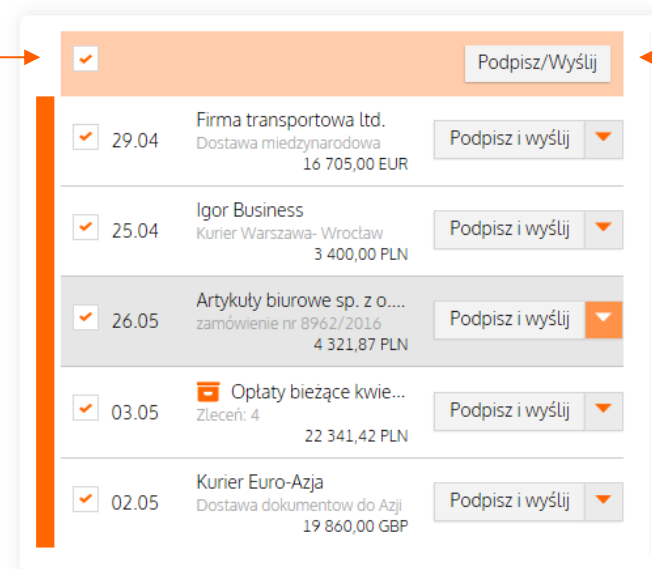 Podpisz/Wyślij
Firma transportowa ltd.
29.04
Dostawa miedzynarodowa
16 705,00 EUR
Podpisz i wyślij
Igor Business
25.04
Kurier Warszawa- Wrocław
3 400,00 PLN
Podpisz i wyślij
Artykuły biurowe sp. z o....
26.05
zamówienie nr 8962/2016
4 321,87 PLN
Podpisz i wyślij
Opłaty bieżące kwie...
03.05
Zleceń: 4
22 341,42 PLN
Podpisz i wyślij
Kurier Euro-Azja
02.05
Dostawa dokumentow do Azji
19 860,00 GBP
Podpisz i wyślij